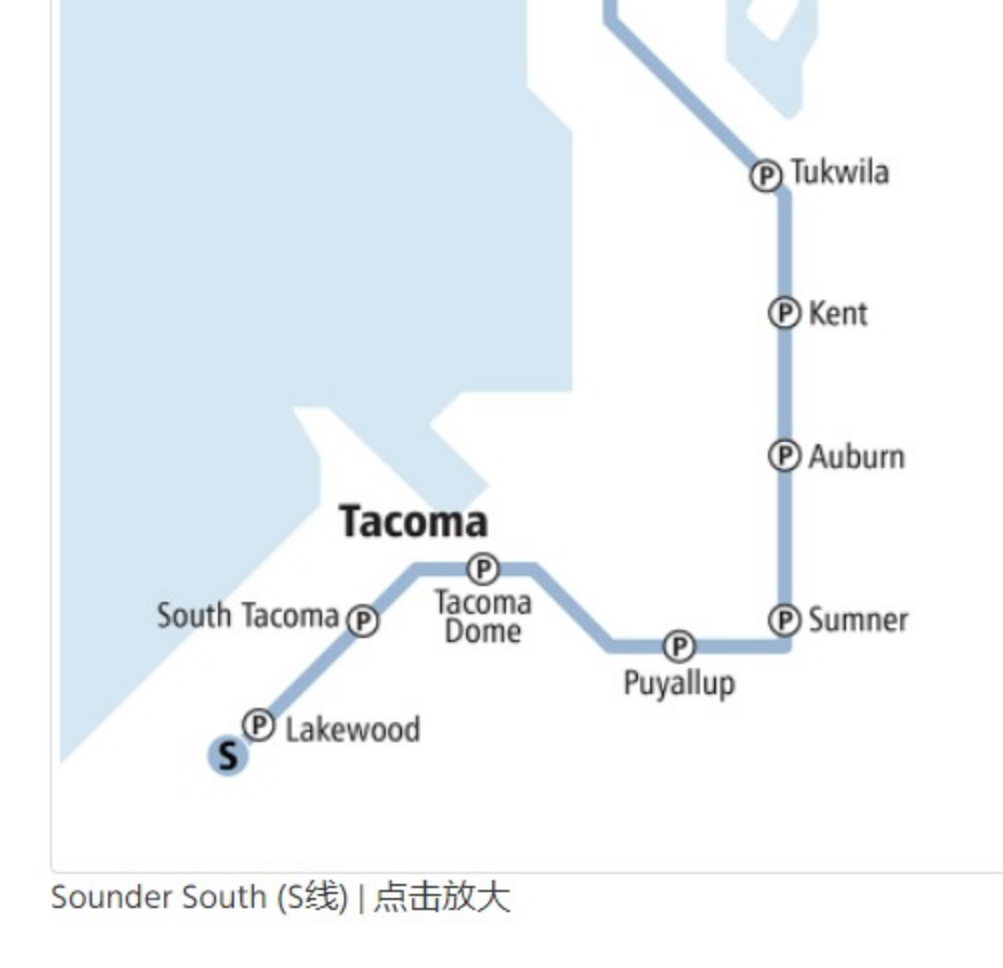 P Tukwila
P Kent
P Auburn
Tacoma
P
Tacoma
Dome
South Tacoma P
P Sumner
P
Puyallup
P Lakewood
S
Sounder South (S线) | 点击放大